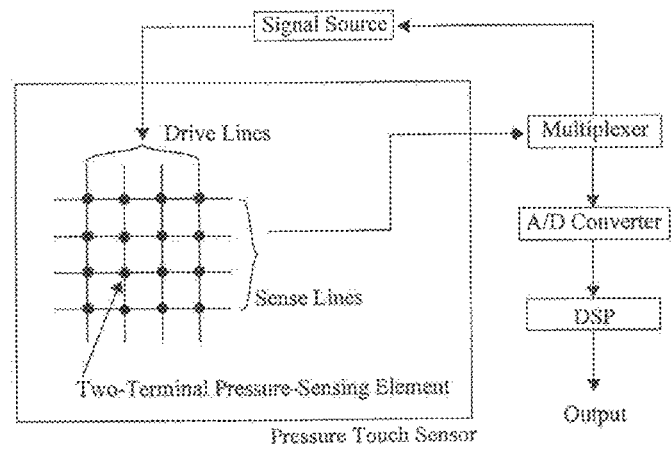 Signal Source
Drive Lines
Multiplexer
A/D Converter
Sense Lines
DSP
Two-Terminal Pressure-Sensing Element
Output
Pressure Touch Sensor